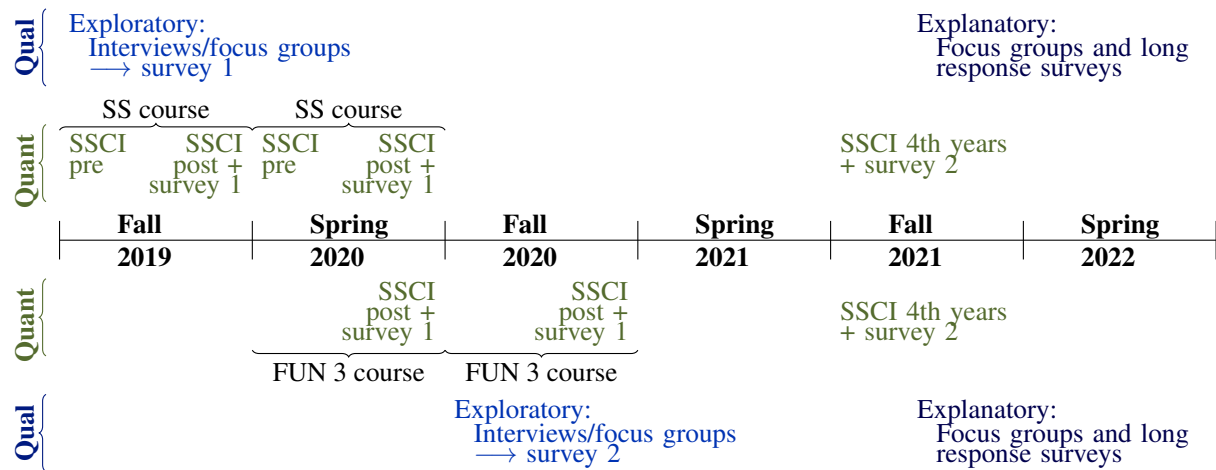 Qual
Exploratory:
Interviews/focus groups
⟶ survey 1
Explanatory:
Focus groups and long
response surveys
Quant
SS course
SS course
SSCI
pre
SSCI
post +
survey 1
SSCI
pre
SSCI
post +
survey 1
SSCI 4th years
+ survey 2
Fall
2019
Spring
2020
Fall
2020
Spring
2021
Fall
2021
Spring
2022
Quant
SSCI
post +
survey 1
SSCI
post +
survey 1
SSCI 4th years
+ survey 2
FUN 3 course
FUN 3 course
Qual
Exploratory:
Interviews/focus groups
⟶ survey 2
Explanatory:
Focus groups and long
response surveys